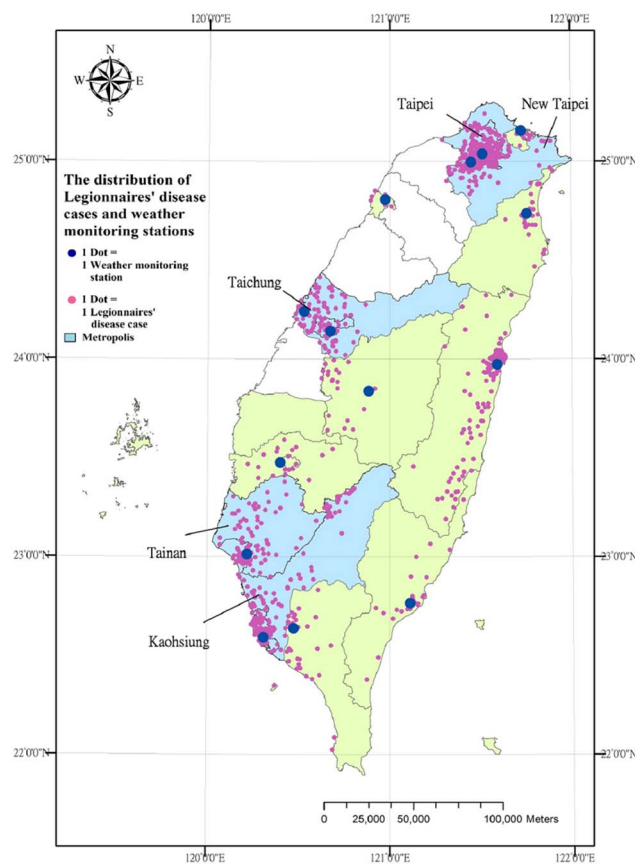 120°0'0"
121°0'0"
122°0'0"
N
W
E
S
Taipei
New Taipei
25°0'0"
25°0'0"
The distribution of
Legionnaires' disease
cases and weather
monitoring stations
1 Dot =
1 Weather monitoring
station
1 Dot =
1 Legionnaires'
disease case
Metropolis
Taichung
24°0'0"
24°0'0"
23°0'0"
23°0'0"
Tainan
Kaohsiung
22°0'0"
22°0'0"
0
25,000
50,000
100,000 Meters
120°0'0"
121°0'0"
122°0'0"